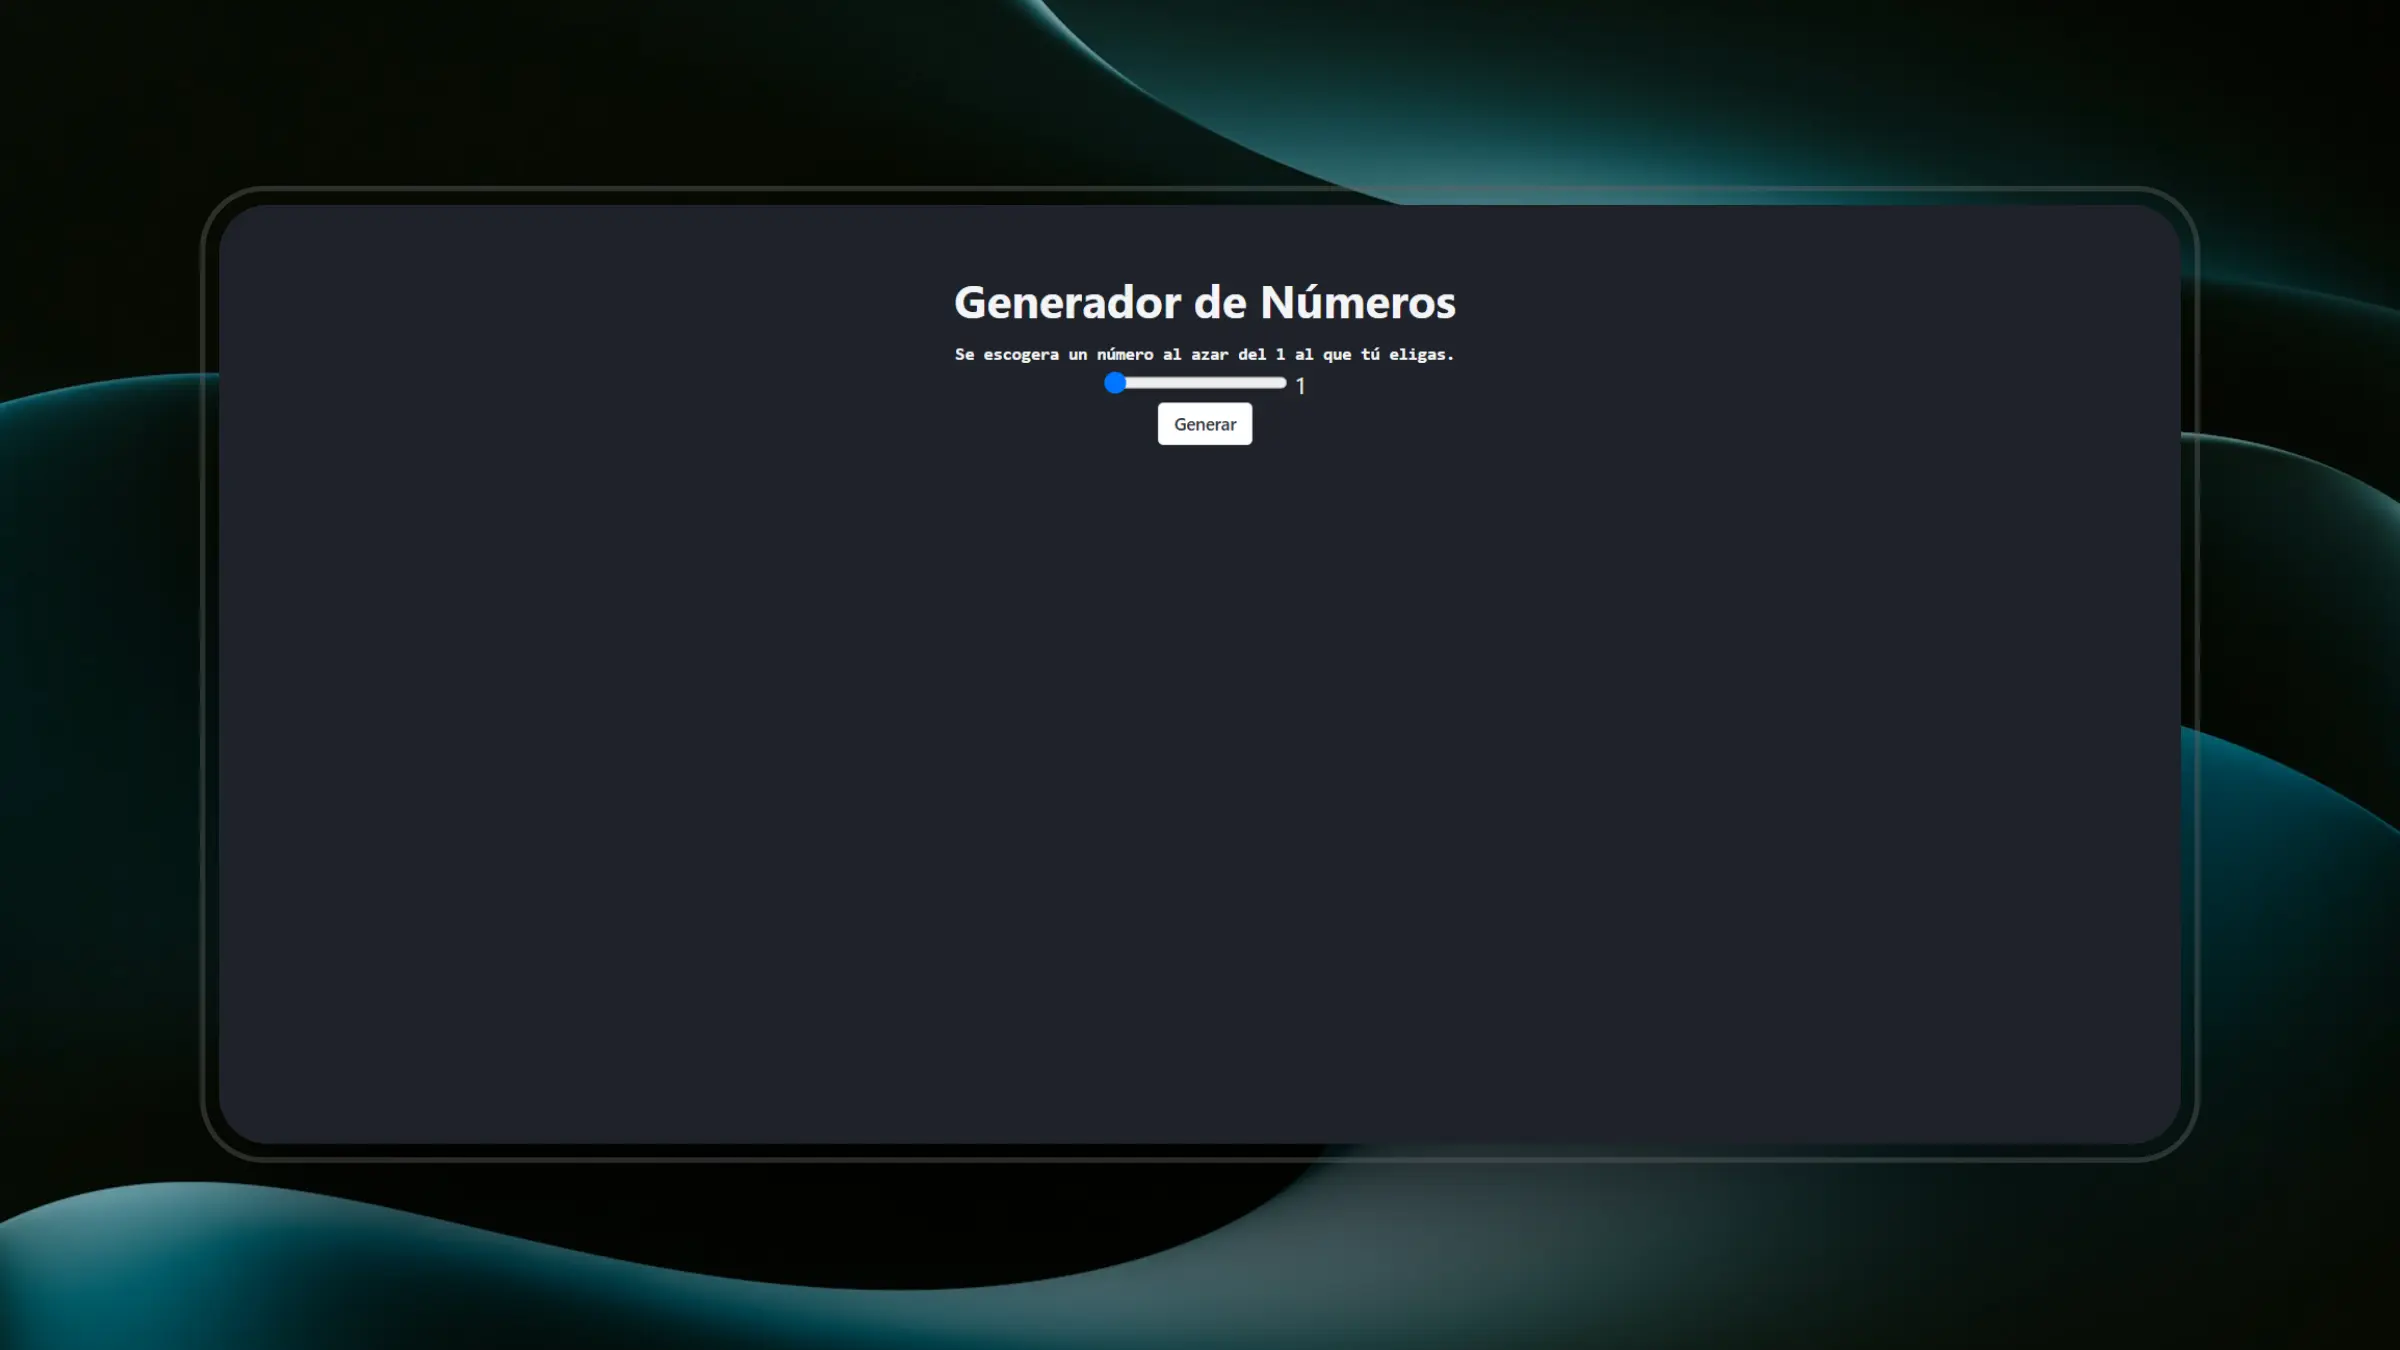 Generador de Números
Se escogera un número al azar del 1 al que tú eligas.
1
Generar